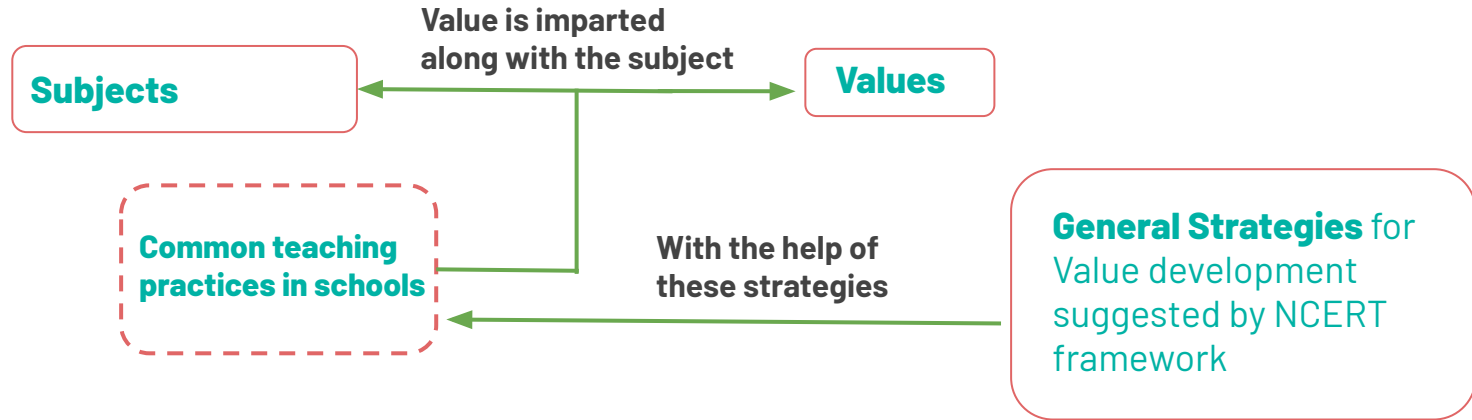 Value is imparted
along with the subject
Subjects
Values
Common teaching
practices in schools
With the help of
these strategies
General Strategies for
Value development
suggested by NCERT
framework